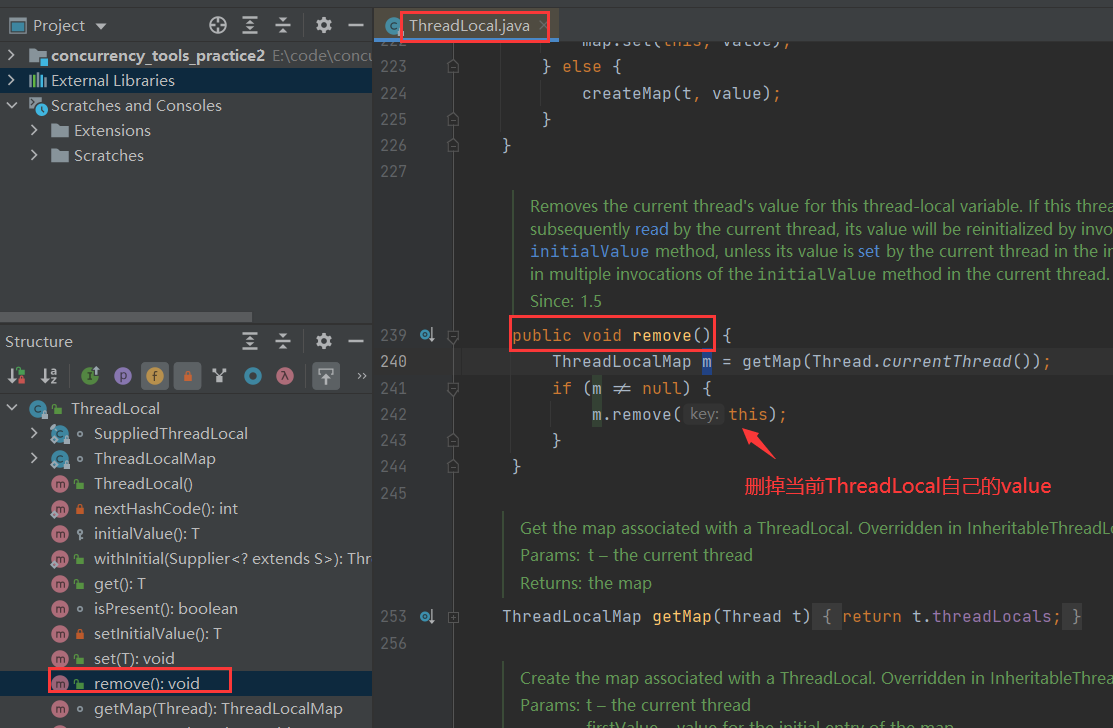 Project
concurrency_tools_practice2 E:\code\concu
External Libraries
Scratches and Consoles
Extensions
Scratches
Structure
ThreadLocal
SuppliedThreadLocal
ThreadLocalMap
ThreadLocal()
nextHashCode(): int
initialValue(): T
withInitial(Supplier<? extends S>): Thr
get(): T
isPresent(): boolean
setInitialValue(): T
set(T): void
remove(): void
getMap(Thread): ThreadLocalMap
ThreadLocal.java
222 map.set(this, value);
223 } else {
224 createMap(t, value);
225 }
226 }
227
Removes the current thread's value for this thread-local variable. If this threa
subsequently read by the current thread, its value will be reinitialized by invo
initialValue method, unless its value is set by the current thread in the in
in multiple invocations of the initialValue method in the current thread.
Since: 1.5
239 public void remove() {
240 ThreadLocalMap m = getMap(Thread.currentThread());
241 if (m ≠ null) {
242 m.remove( key: this);
243 }
244 }
删掉当前ThreadLocal自己的value
245
Get the map associated with a ThreadLocal. Overridden in InheritableThreadLo
Params: t – the current thread
Returns: the map
253 ThreadLocalMap getMap(Thread t) { return t.threadLocals; }
256
Create the map associated with a ThreadLocal. Overridden in InheritableThrea
Params: t – the current thread
firstValue – value for the initial entry of the map